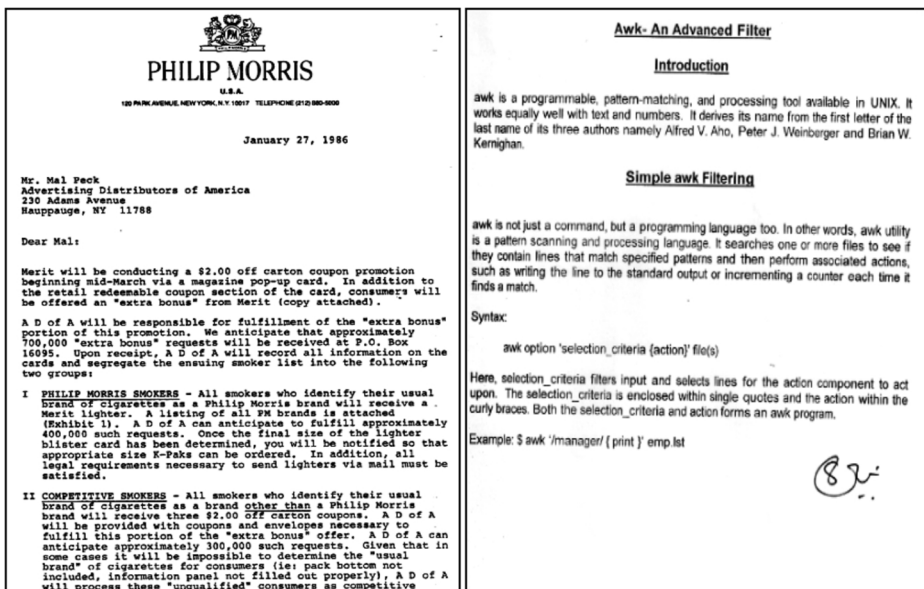 PHILIP MORRIS
U.S.A.
120 PARK AVENUE, NEW YORK, N.Y. 10017 TELEPHONE (212) 880-5000
January 27, 1986
Mr. Mal Peck
Advertising Distributors of America
230 Adams Avenue
Hauppauge, NY 11788
Dear Mal:
Merit will be conducting a $2.00 off carton coupon promotion
beginning mid-March via a magazine pop-up card. In addition to
the retail redeemable coupon section of the card, consumers will
be offered an "extra bonus" from Merit (copy attached).
A D of A will be responsible for fulfillment of the "extra bonus"
portion of this promotion. We anticipate that approximately
700,000 "extra bonus" requests will be received at P.O. Box
16095. Upon receipt, A D of A will record all information on the
cards and segregate the ensuing smoker list into the following
two groups:
I PHILIP MORRIS SMOKERS - All smokers who identify their usual
brand of cigarettes as a Philip Morris brand will receive a
Merit lighter. A listing of all PM brands is attached
(Exhibit 1). A D of A can anticipate to fulfill approximately
400,000 such requests. Once the final size of the lighter
blister card has been determined, you will be notified so that
appropriate size K-Paks can be ordered. In addition, all
legal requirements necessary to send lighters via mail must be
satisfied.
II COMPETITIVE SMOKERS - All smokers who identify their usual
brand of cigarettes as a brand other than a Philip Morris
brand will receive three $2.00 off carton coupons. A D of A
will be provided with coupons and envelopes necessary to
fulfill this portion of the "extra bonus" offer. A D of A can
anticipate approximately 300,000 such requests. Given that in
some cases it will be impossible to determine the "usual
brand" of cigarettes for consumers (ie: pack bottom not
included, information panel not filled out properly), A D of A
will process these "unqualified" consumers as competitive
Awk- An Advanced Filter
Introduction
awk is a programmable, pattern-matching, and processing tool available in UNIX. It
works equally well with text and numbers. It derives its name from the first letter of the
last name of its three authors namely Alfred V. Aho, Peter J. Weinberger and Brian W.
Kernighan.
Simple awk Filtering
awk is not just a command, but a programming language too. In other words, awk utility
is a pattern scanning and processing language. It searches one or more files to see if
they contain lines that match specified patterns and then perform associated actions,
such as writing the line to the standard output or incrementing a counter each time it
finds a match.
Syntax:
awk option 'selection_criteria {action}' file(s)
Here, selection_criteria filters input and selects lines for the action component to act
upon. The selection_criteria is enclosed within single quotes and the action within the
curly braces. Both the selection_criteria and action forms an awk program.
Example: $ awk '/manager/ { print }' emp.lst